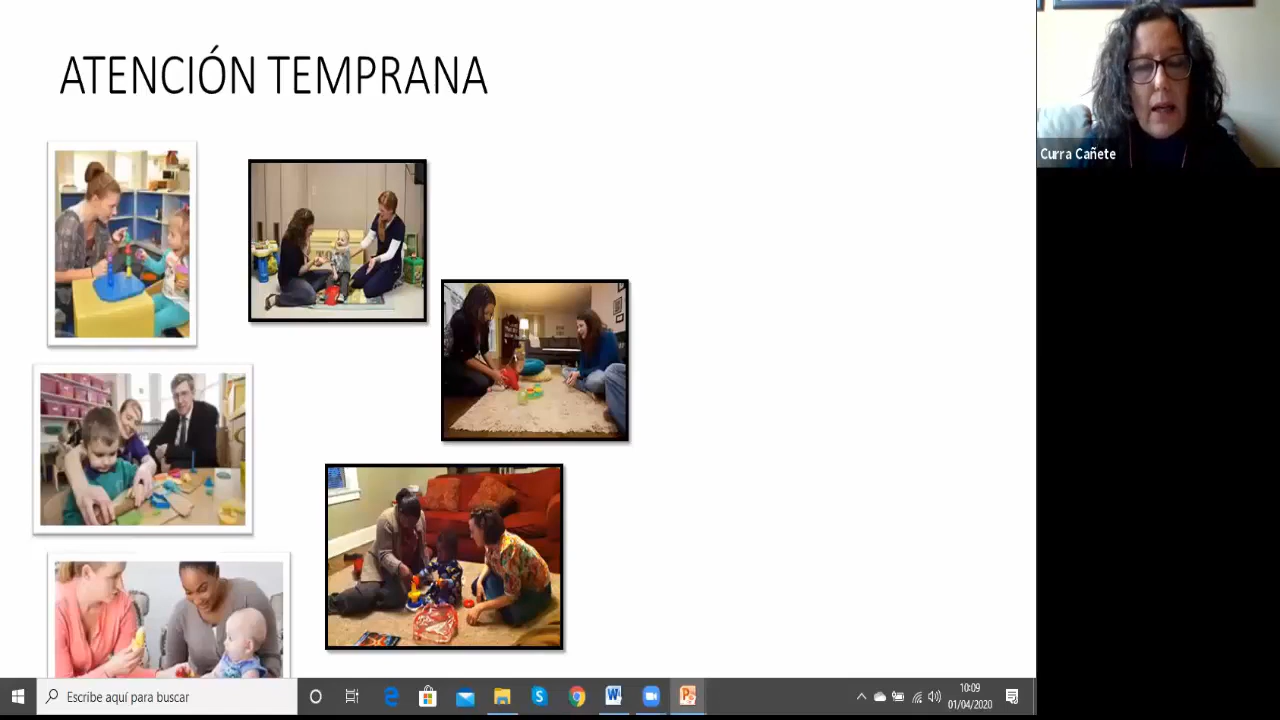 ATENCIÓN TEMPRANA
Curra Cañete
Escribe aquí para buscar
10:09
01/04/2020